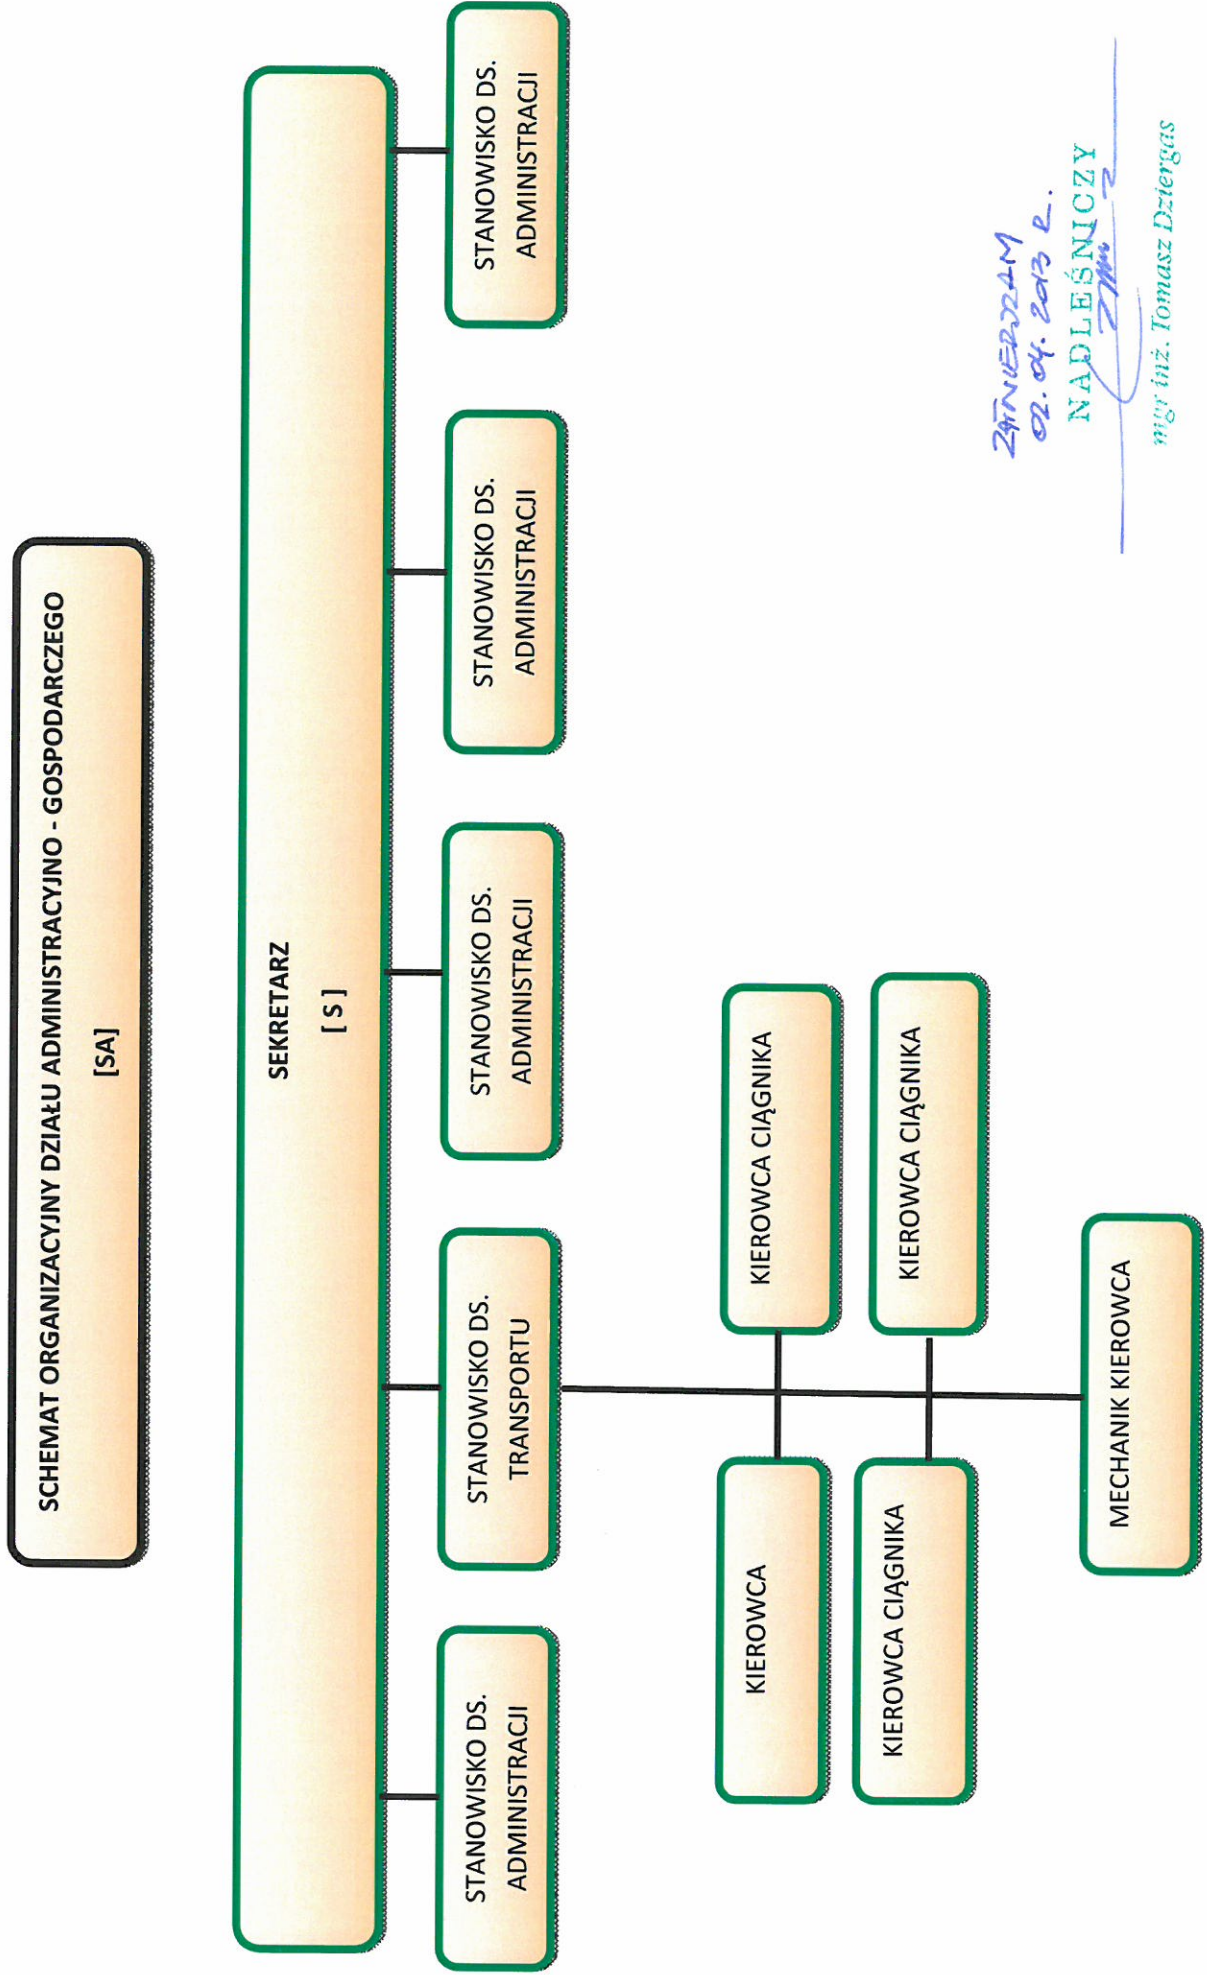 SCHEMAT ORGANIZACYJNY DZIAŁU ADMINISTRACYJNO - GOSPODARCZEGO
[SA]
SEKRETARZ
[ S ]
STANOWISKO DS.
ADMINISTRACJI
STANOWISKO DS.
TRANSPORTU
STANOWISKO DS.
ADMINISTRACJI
STANOWISKO DS.
ADMINISTRACJI
STANOWISKO DS.
ADMINISTRACJI
KIEROWCA
KIEROWCA CIĄGNIKA
KIEROWCA CIĄGNIKA
KIEROWCA CIĄGNIKA
MECHANIK KIEROWCA
ZATWIERDZAM
02.04.2013 R.
NADLEŚNICZY
mgr inż. Tomasz Dziergas